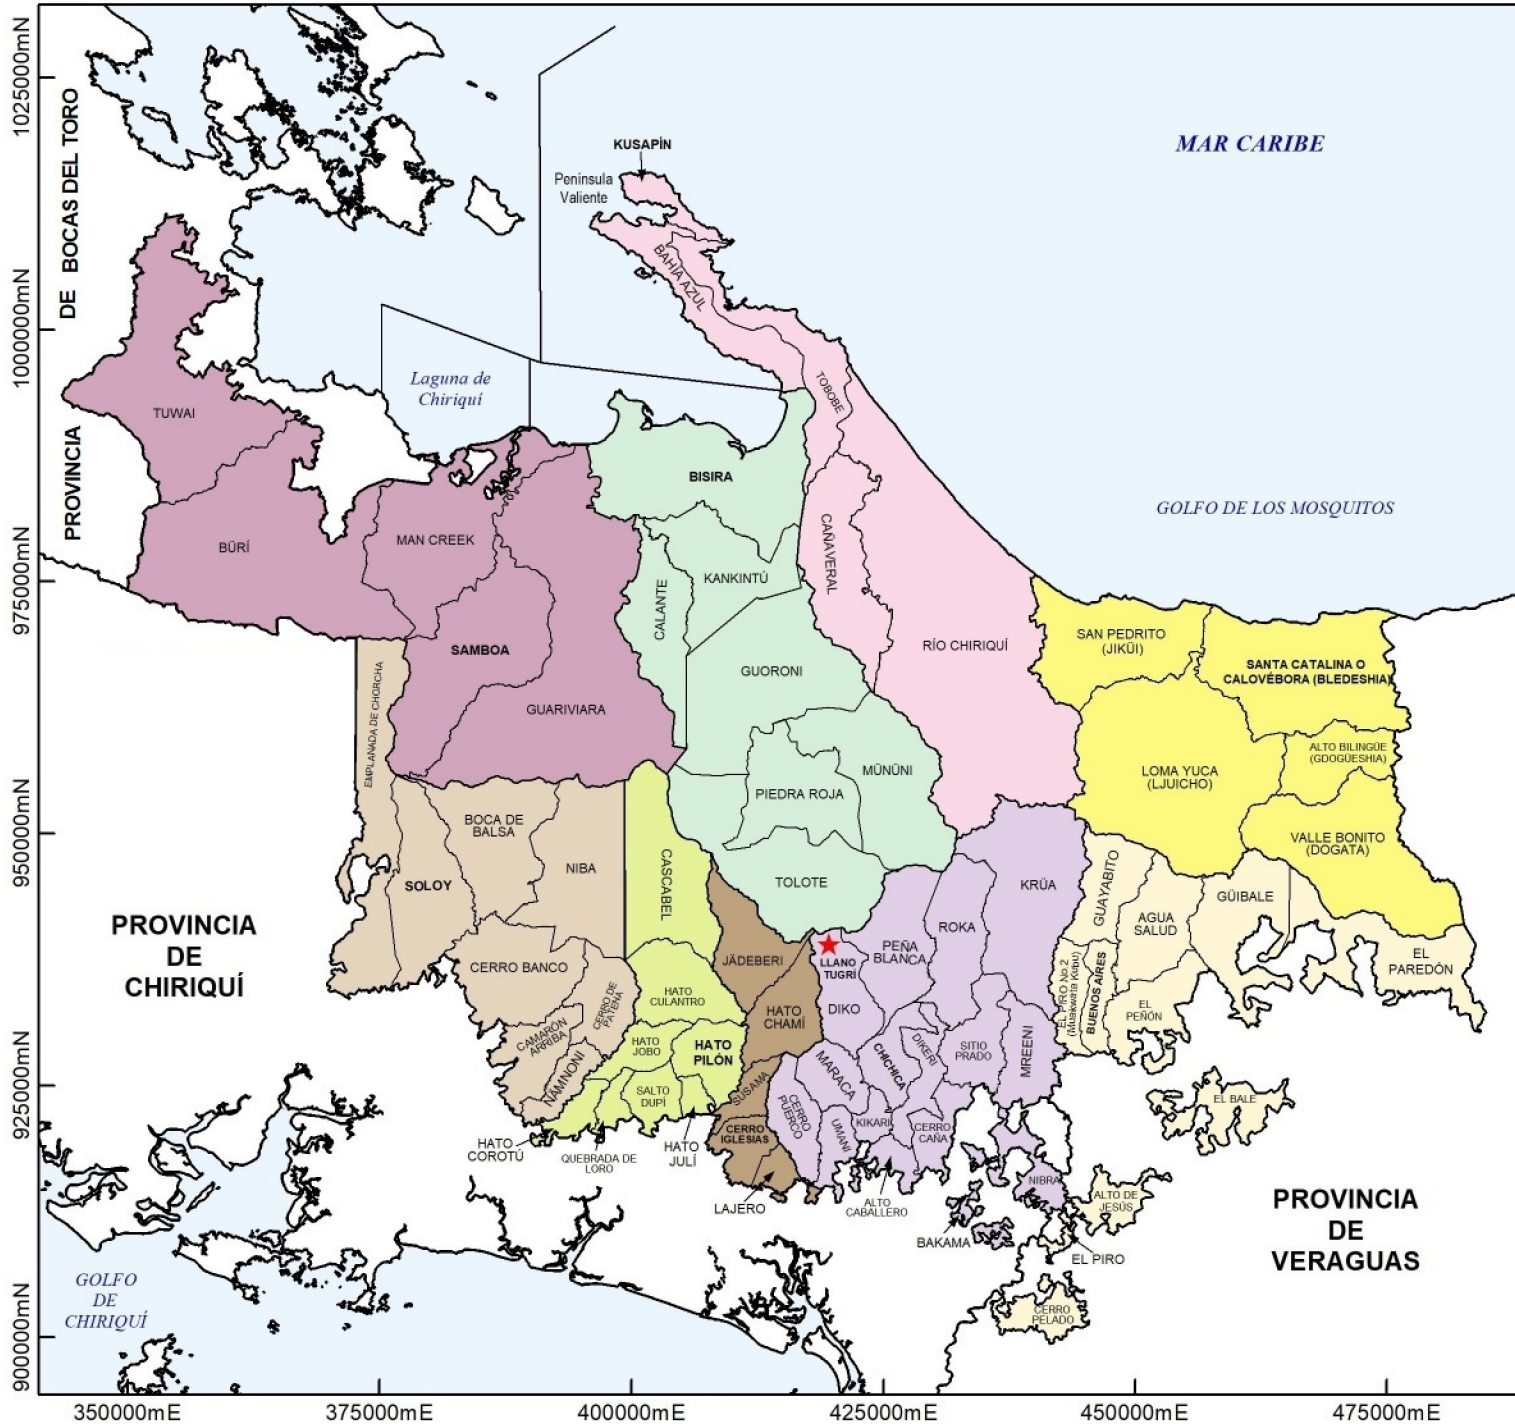 1025000mN
1000000mN
975000mN
950000mN
925000mN
900000mN
PROVINCIA DE BOCAS DEL TORO
KUSAPÍN
Península
Valiente
MAR CARIBE
BAHÍA AZUL
Laguna de
Chiriquí
TOBOBE
TUWAI
BISIRA
GOLFO DE LOS MOSQUITOS
BÜRÍ
MAN CREEK
CAÑAVERAL
KANKINTÚ
CALANTE
SAMBOA
GUORONI
RÍO CHIRIQUÍ
SAN PEDRITO
(JIKÜI)
SANTA CATALINA O
CALOVÉBORA (BLEDESHIA)
EMPLANADA DE CHORCHA
GUARIVIARA
ALTO BILINGÜE
(GDOGÜESHIA)
MÜNÜNI
LOMA YUCA
(LJUICHO)
PIEDRA ROJA
BOCA DE
BALSA
VALLE BONITO
(DOGATA)
NIBA
CASCABEL
TOLOTE
SOLOY
KRÜA
GUAYABITO
GÜIBALE
AGUA
SALUD
ROKA
PROVINCIA
DE
CHIRIQUÍ
PEÑA
BLANCA
JÄDEBERI
LLANO
TUGRÍ
EL
PAREDÓN
CERRO BANCO
CERRO DE
PATENA
HATO
CULANTRO
HATO
CHAMÍ
DIKO
EL PIRO No.2
(Muakwata Kubu)
BUENOS AIRES
EL
PEÑÓN
CAMARÓN
ARRIBA
HATO
JOBO
HATO
PILÓN
CHICHICA
DIKERI
SITIO
PRADO
MREENI
NÄMNONI
SALTO
DUPÍ
SUSAMA
MARACA
CERRO
PUERCO
UMANI
KIKARI
CERRO
CAÑA
EL BALE
CERRO
IGLESIAS
HATO
COROTÚ
QUEBRADA DE
LORO
HATO
JULÍ
LAJERO
ALTO
CABALLERO
NIBRA
ALTO DE
JESÚS
BAKAMA
EL PIRO
PROVINCIA
DE
VERAGUAS
GOLFO
DE
CHIRIQUÍ
CERRO
PELADO
350000mE
375000mE
400000mE
425000mE
450000mE
475000mE